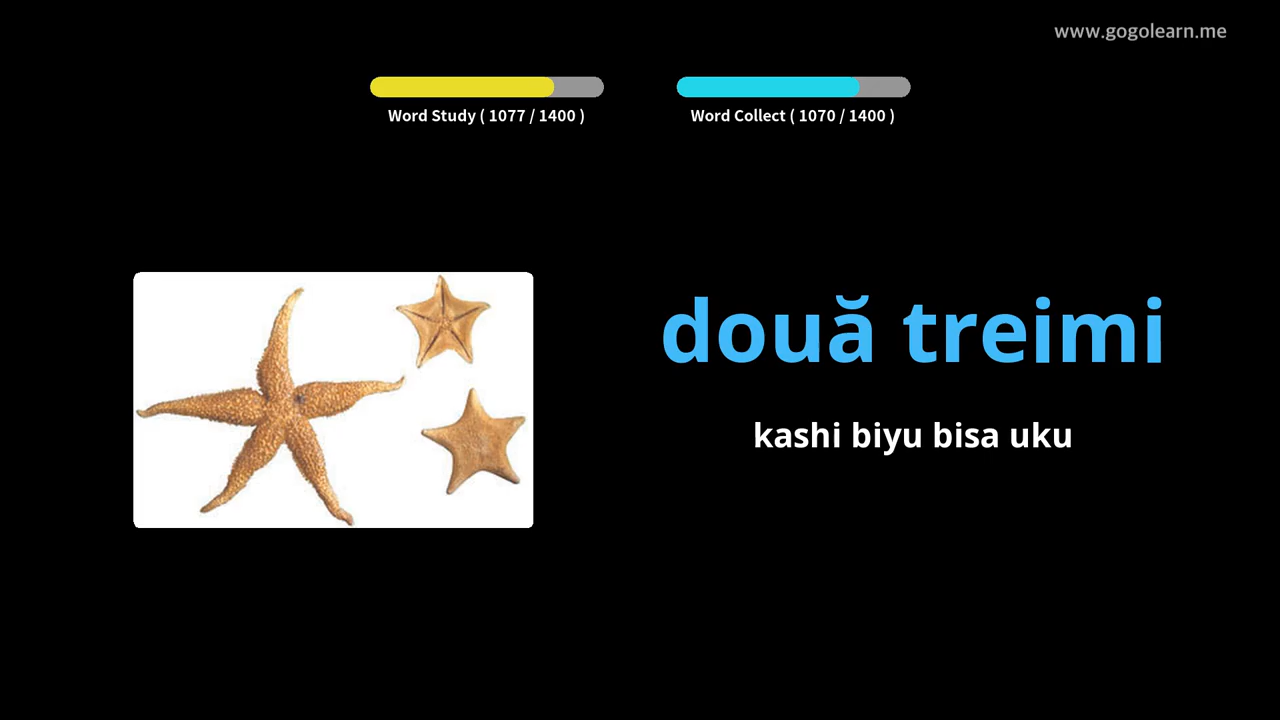 www.gogolearn.me
Word Study ( 1077 / 1400 )
Word Collect ( 1070 / 1400 )
două treimi
kashi biyu bisa uku